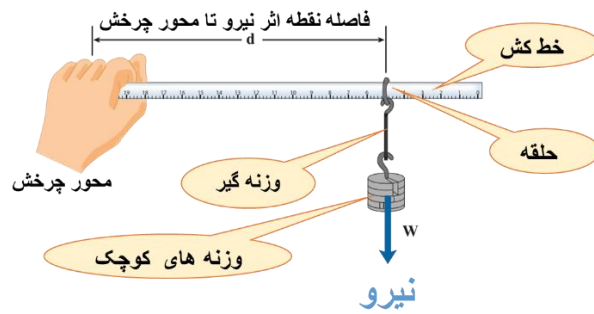 فاصله نقطه اثر نیرو تا محور چرخش
d
خط کش
حلقه
وزنه گیر
محور چرخش
وزنه های کوچک
W
نیرو